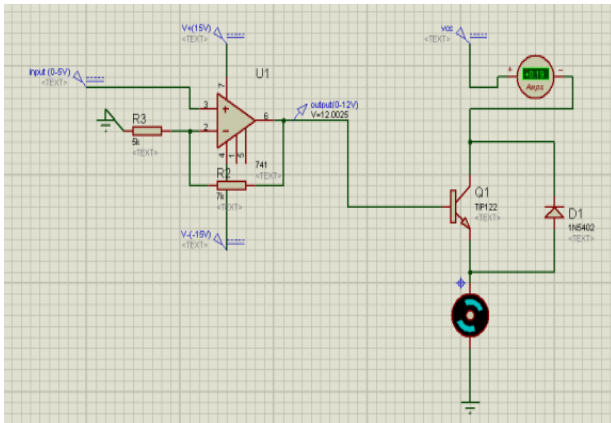 V+(15V)
<TEXT>
vcc
<TEXT>
input (0-5V)
<TEXT>
U1
+0.19
Amps
+
-
7
3
2
6
4
1
5
output(0-12V)
V=12.0025
R3
5k
<TEXT>
741
<TEXT>
R2
7k
<TEXT>
Q1
TIP122
<TEXT>
D1
1N5402
<TEXT>
V-(-15V)
<TEXT>